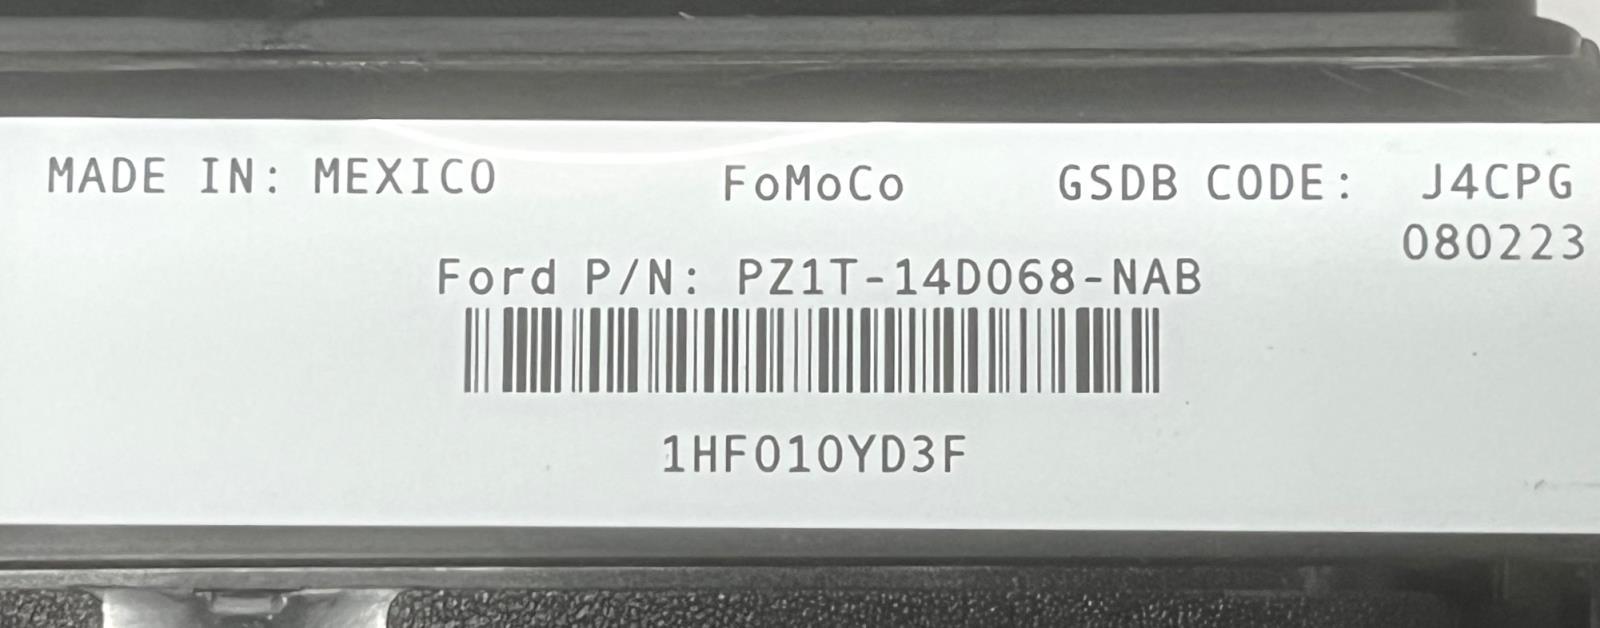 MADE IN: MEXICO FoMoCo GSDB CODE: J4CPG
080223
Ford P/N: PZ1T-14D068-NAB
1HF010YD3F